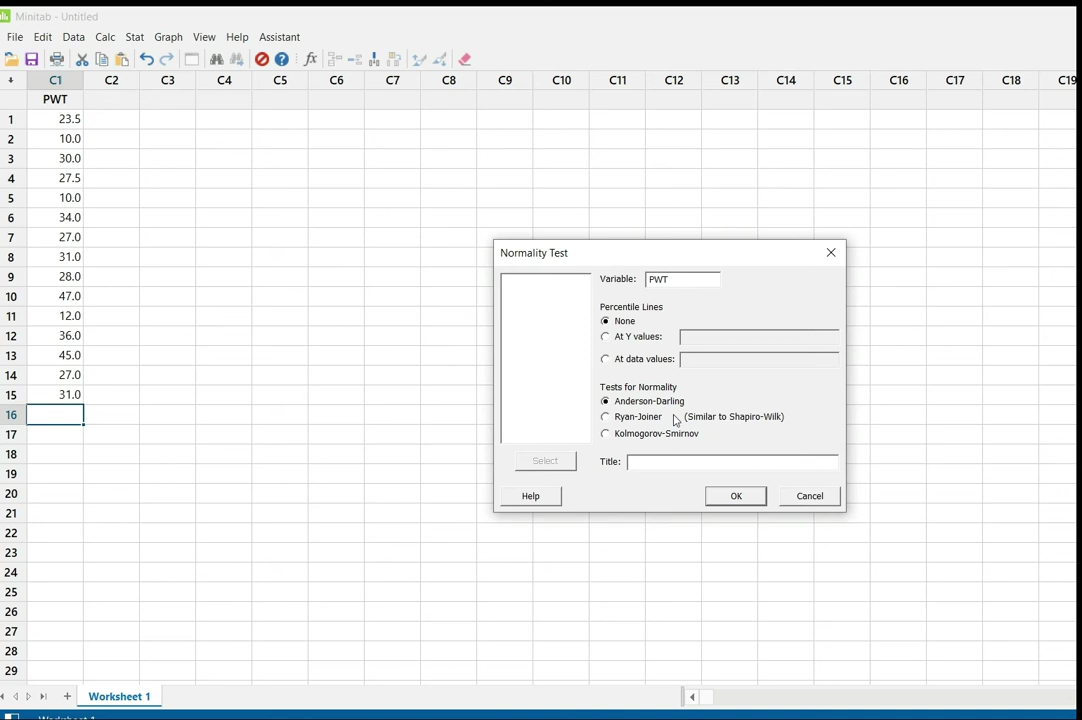 Minitab - Untitled
File Edit Data Calc Stat Graph View Help Assistant
C1 C2 C3 C4 C5 C6 C7 C8 C9 C10 C11 C12 C13 C14 C15 C16 C17 C18 C19
PWT
1 23.5
2 10.0
3 30.0
4 27.5
5 10.0
6 34.0
7 27.0
8 31.0
9 28.0
10 47.0
11 12.0
12 36.0
13 45.0
14 27.0
15 31.0
16
17
18
19
20
21
22
23
24
25
26
27
28
29
Normality Test
Variable: PWT
Percentile Lines
None
At Y values:
At data values:
Tests for Normality
Anderson-Darling
Ryan-Joiner (Similar to Shapiro-Wilk)
Kolmogorov-Smirnov
Select Title:
Help OK Cancel
Worksheet 1
Worksheet 1